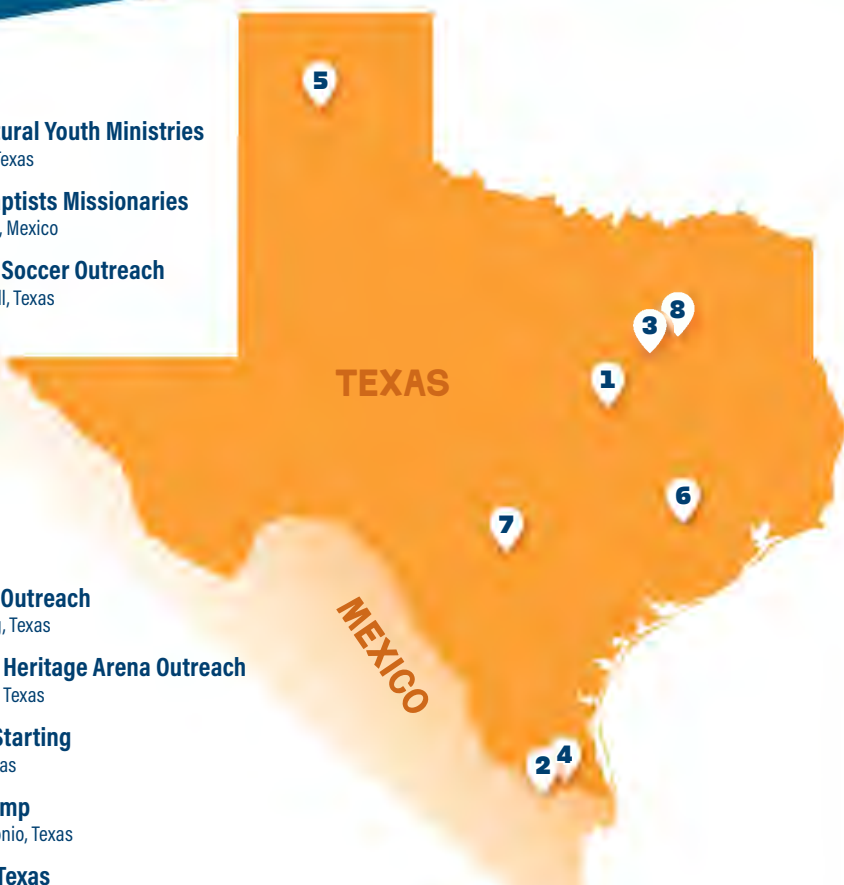 5
ural Youth Ministries
Texas
ptists Missionaries
, Mexico
Soccer Outreach
ll, Texas
8
3
TEXAS
1
6
7
MEXICO
Outreach
, Texas
Heritage Arena Outreach
Texas
Starting
as
4
2
mp
nio, Texas
Texas